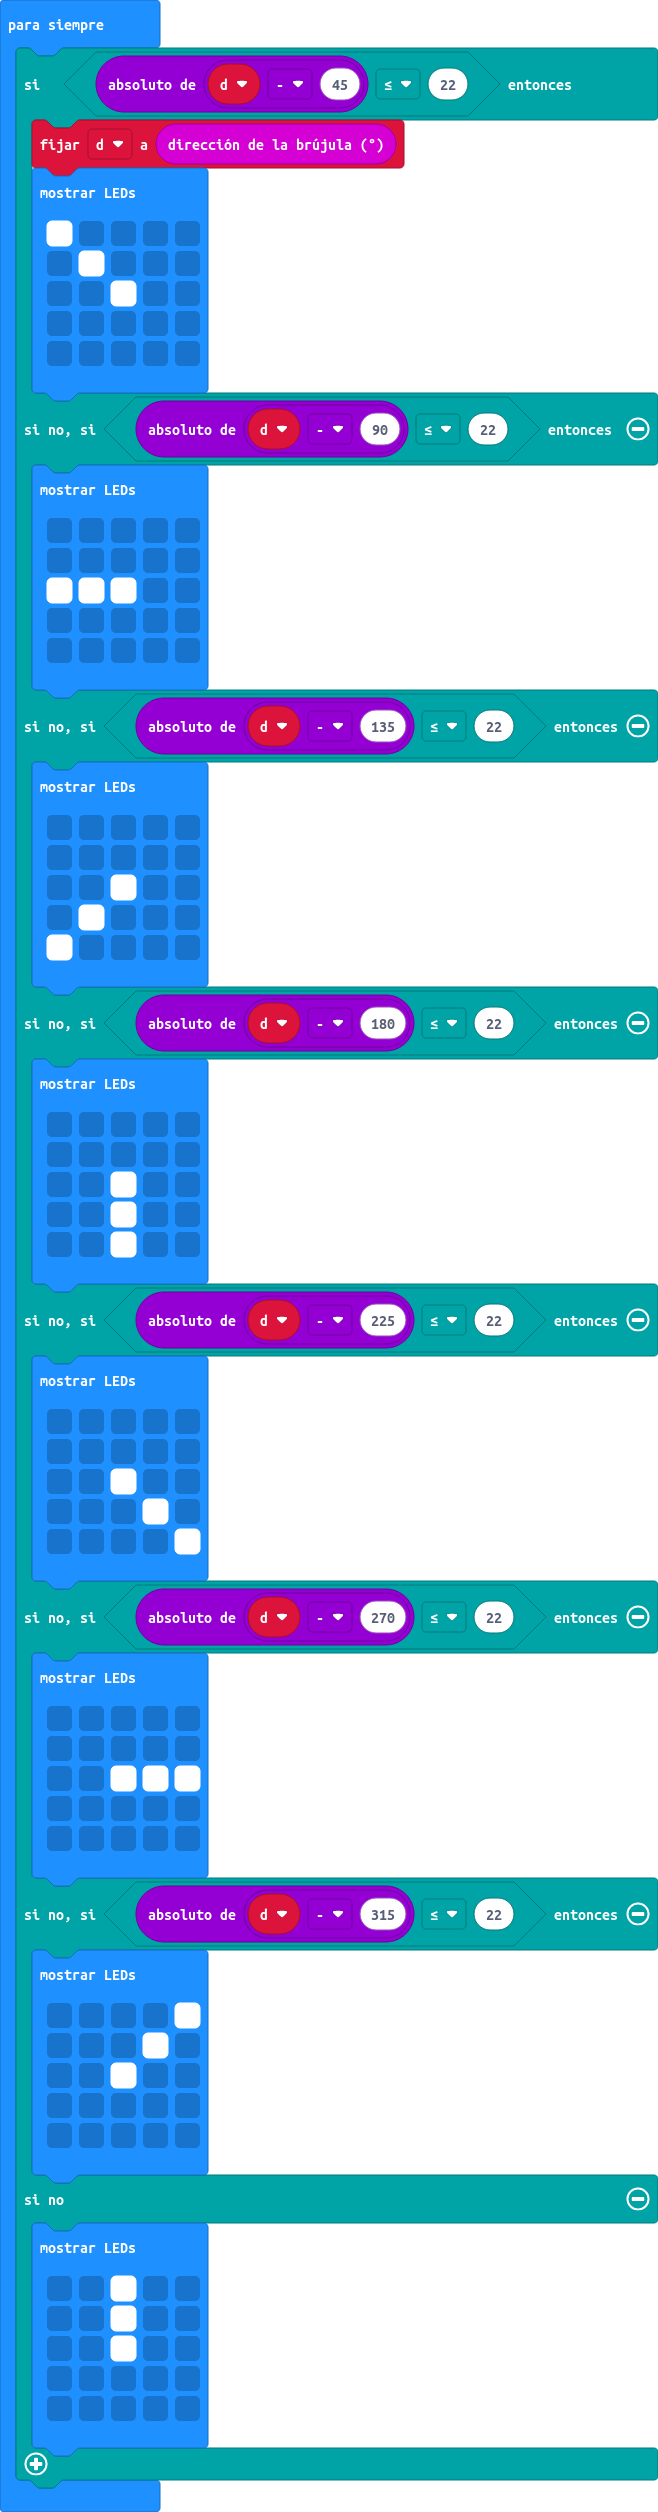 para siempre
si absoluto de d - 45 ≤ 22 entonces
fijar d a dirección de la brújula (°)
mostrar LEDs
si no, si absoluto de d - 90 ≤ 22 entonces
mostrar LEDs
si no, si absoluto de d - 135 ≤ 22 entonces
mostrar LEDs
si no, si absoluto de d - 180 ≤ 22 entonces
mostrar LEDs
si no, si absoluto de d - 225 ≤ 22 entonces
mostrar LEDs
si no, si absoluto de d - 270 ≤ 22 entonces
mostrar LEDs
si no, si absoluto de d - 315 ≤ 22 entonces
mostrar LEDs
si no
mostrar LEDs